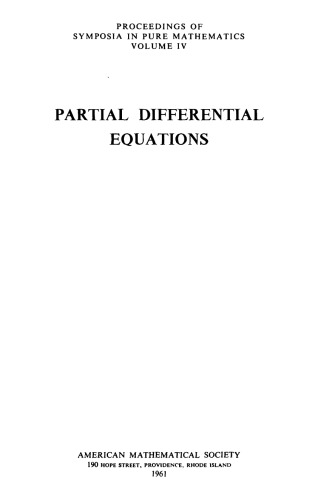 PROCEEDINGS OF
SYMPOSIA IN PURE MATHEMATICS
VOLUME IV
PARTIAL DIFFERENTIAL
EQUATIONS
AMERICAN MATHEMATICAL SOCIETY
190 HOPE STREET, PROVIDENCE, RHODE ISLAND
1961